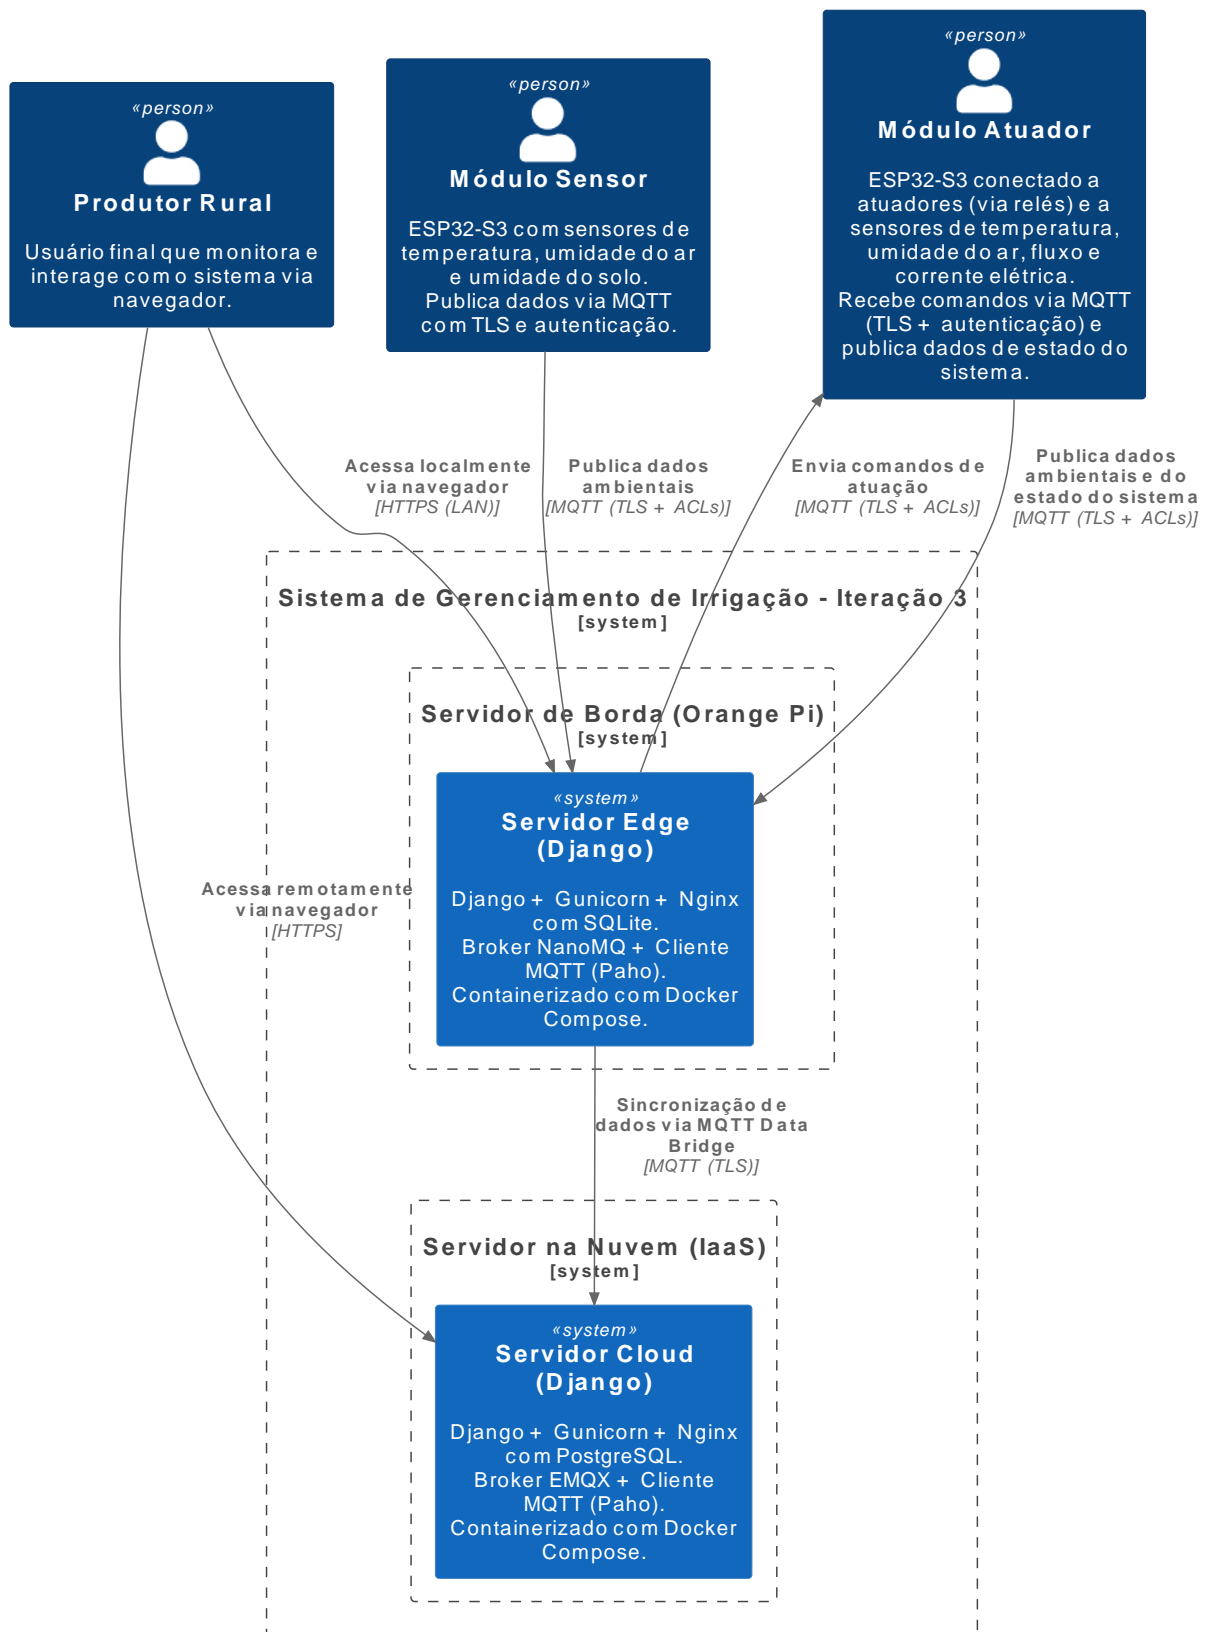 «person»
Produtor Rural
Usuário final que monitora e
interage com o sistema via
navegador.
«person»
Módulo Sensor
ESP32-S3 com sensores de
temperatura, umidade do ar
e umidade do solo.
Publica dados via MQTT
com TLS e autenticação.
«person»
Módulo Atuador
ESP32-S3 conectado a
atuadores (via relés) e a
sensores de temperatura,
umidade do ar, fluxo e
corrente elétrica.
Recebe comandos via MQTT
(TLS + autenticação) e
publica dados de estado do
sistema.
Acessa localmente
via navegador
[HTTPS (LAN)]
Publica dados
ambientais
[MQTT (TLS + ACLs)]
Envia comandos de
atuação
[MQTT (TLS + ACLs)]
Publica dados
ambientais e do
estado do sistema
[MQTT (TLS + ACLs)]
Sistema de Gerenciamento de Irrigação - Iteração 3
[system]
Servidor de Borda (Orange Pi)
[system]
«system»
Servidor Edge
(Django)
Django + Gunicorn + Nginx
com SQLite.
Broker NanoMQ + Cliente
MQTT (Paho).
Containerizado com Docker
Compose.
Acessa remotamente
via navegador
[HTTPS]
Sincronização de
dados via MQTT Data
Bridge
[MQTT (TLS)]
Servidor na Nuvem (IaaS)
[system]
«system»
Servidor Cloud
(Django)
Django + Gunicorn + Nginx
com PostgreSQL.
Broker EMQX + Cliente
MQTT (Paho).
Containerizado com Docker
Compose.